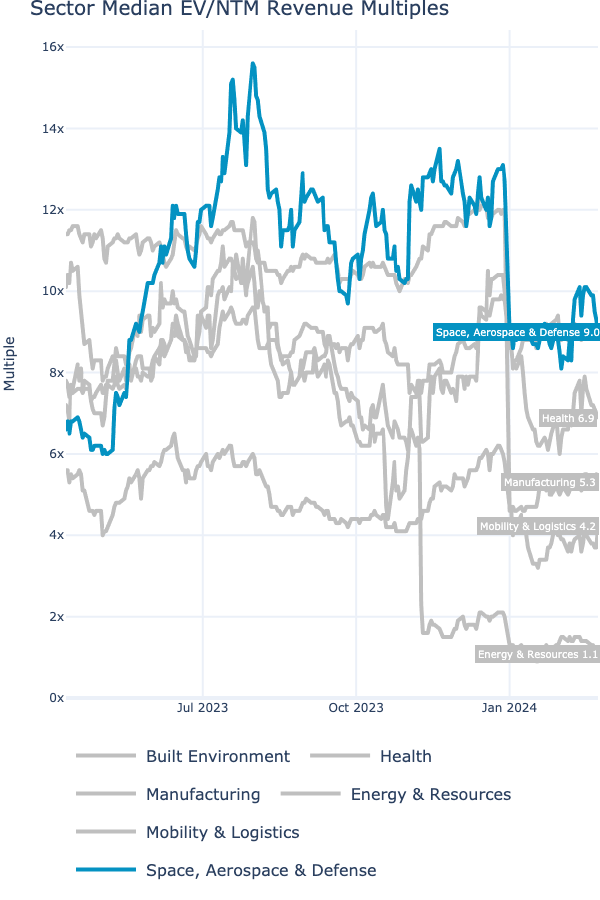 Sector Median EV/NTM Revenue Multiples
16x
14x
12x
10x
8x
6x
4x
2x
0x
Multiple
Space, Aerospace & Defense 9.0
Health 6.9
Manufacturing 5.3
Mobility & Logistics 4.2
Energy & Resources 1.1
Jul 2023
Oct 2023
Jan 2024
Built Environment
Health
Manufacturing
Energy & Resources
Mobility & Logistics
Space, Aerospace & Defense